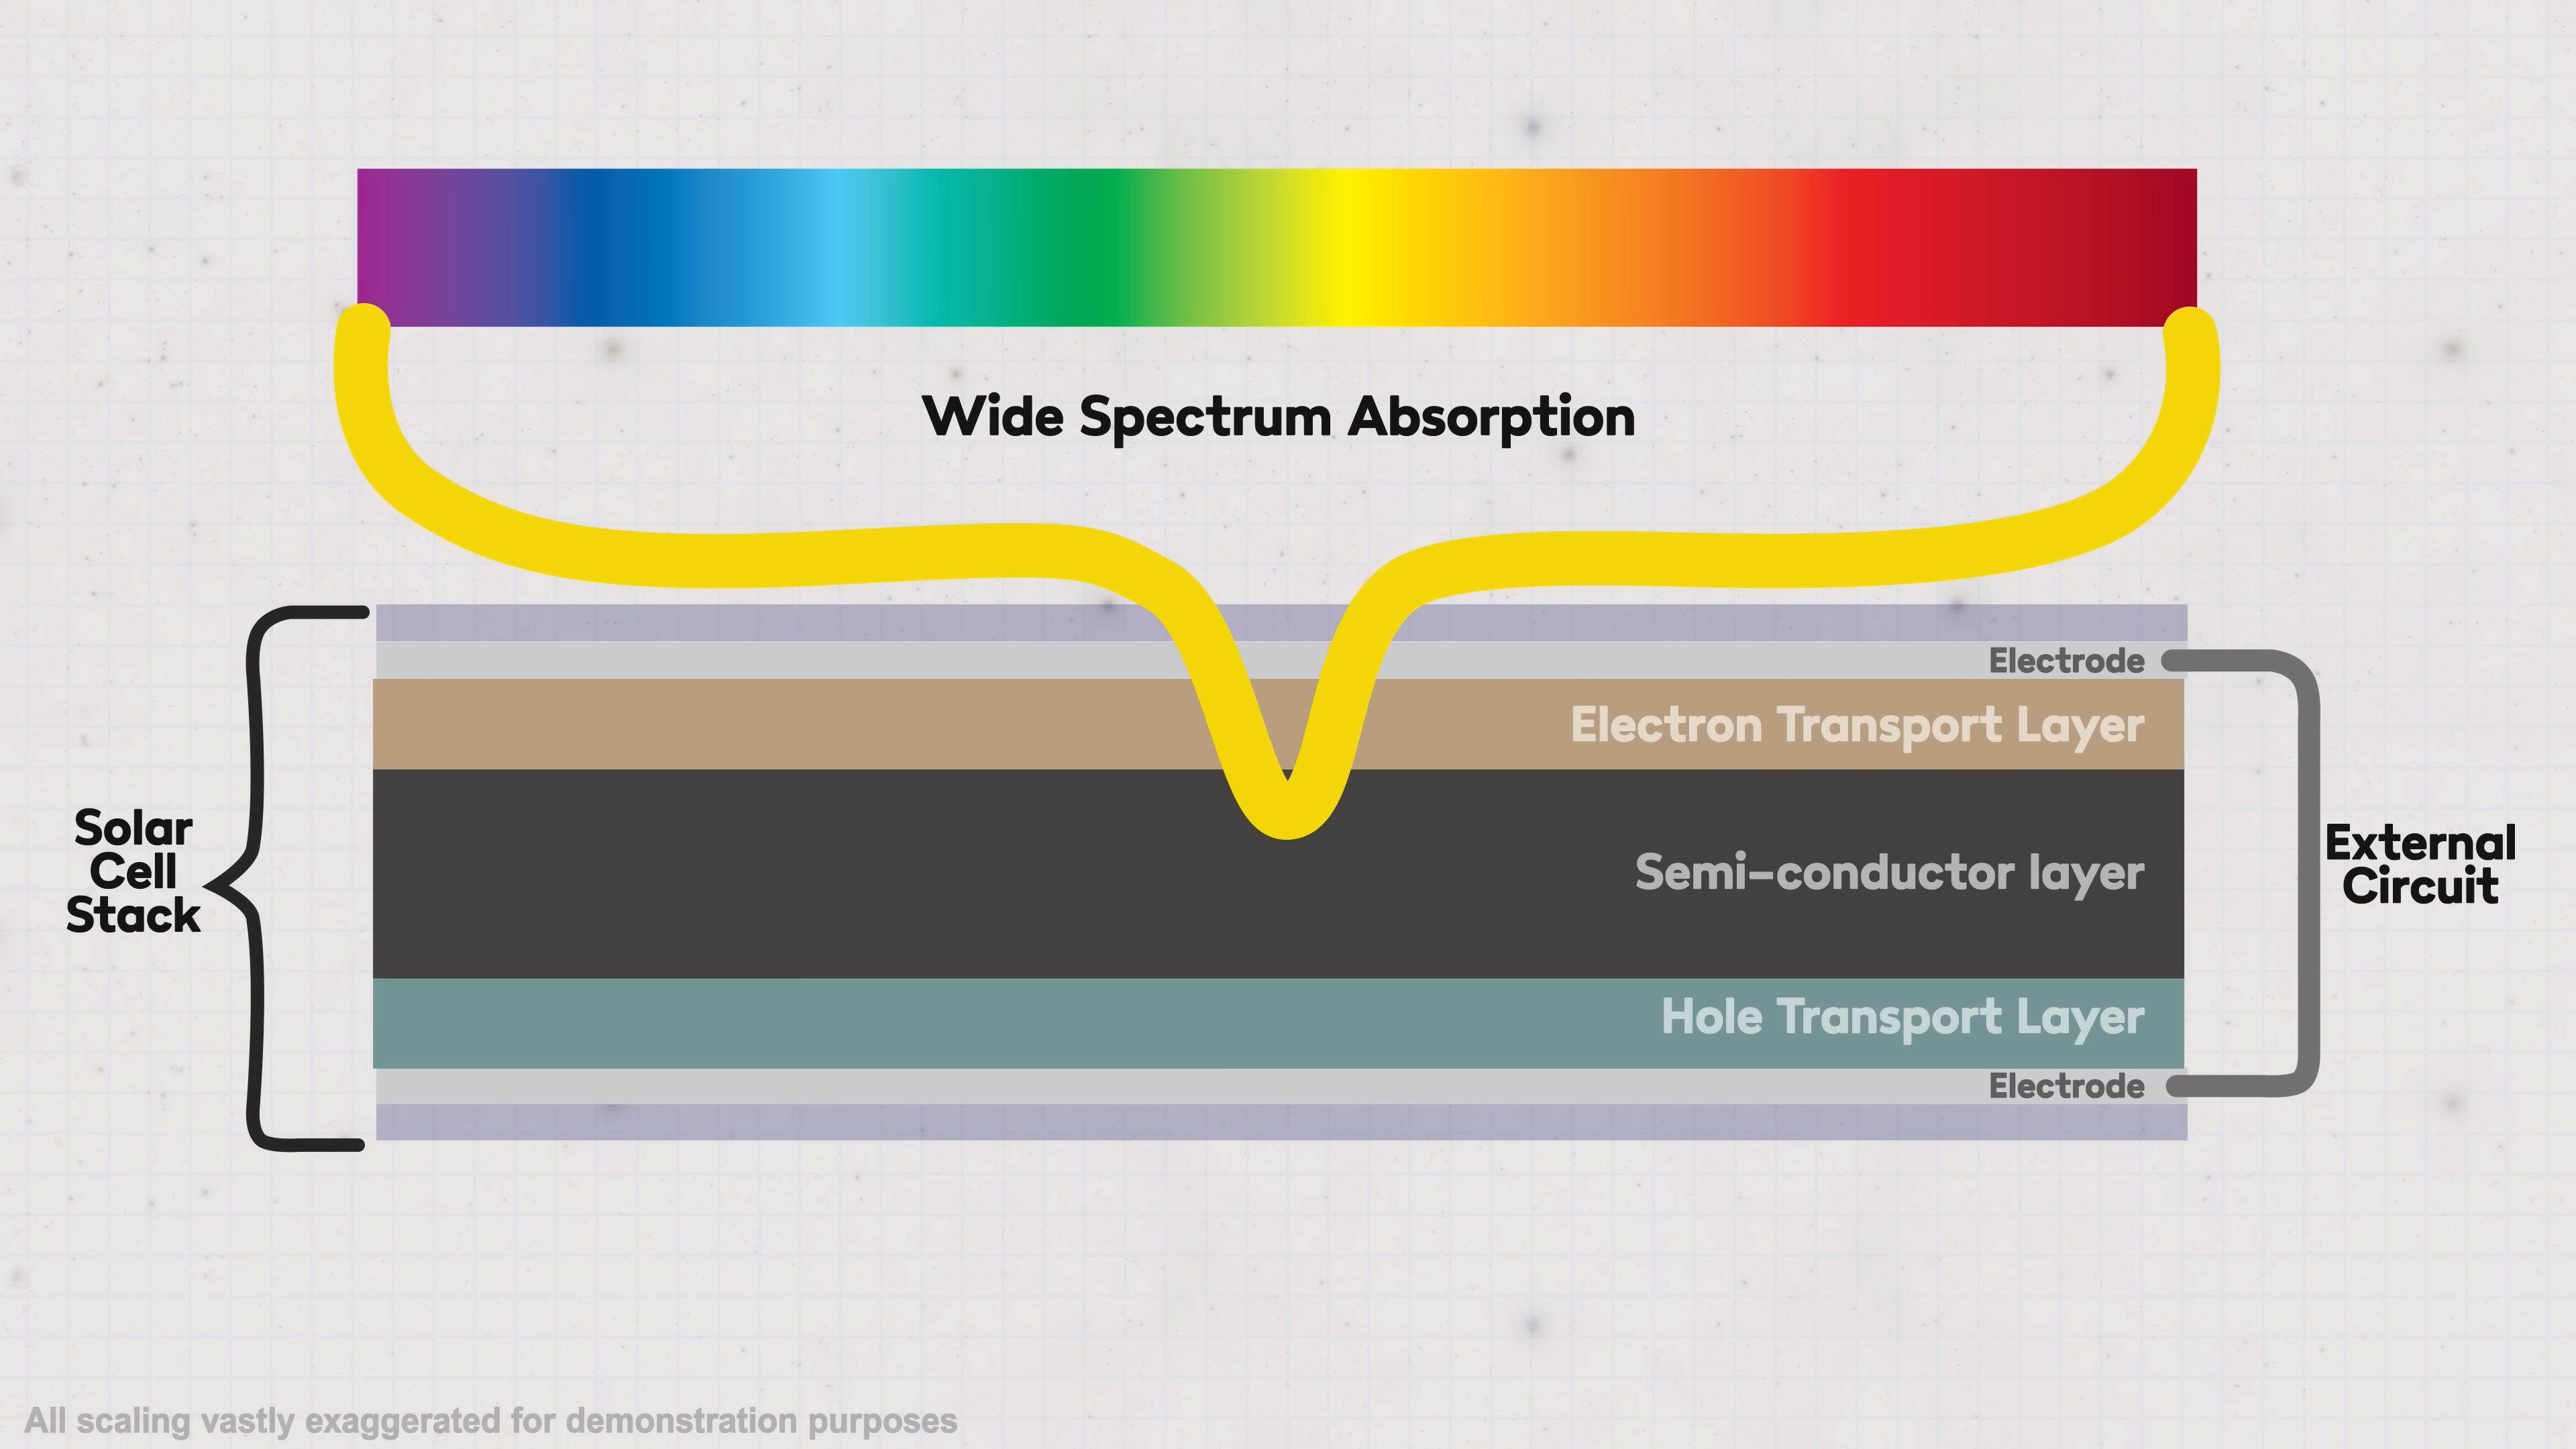 Wide Spectrum Absorption
Electrode
Electron Transport Layer
Solar
Cell
Stack
Semi-conductor layer
External
Circuit
Hole Transport Layer
Electrode
All scaling vastly exaggerated for demonstration purposes